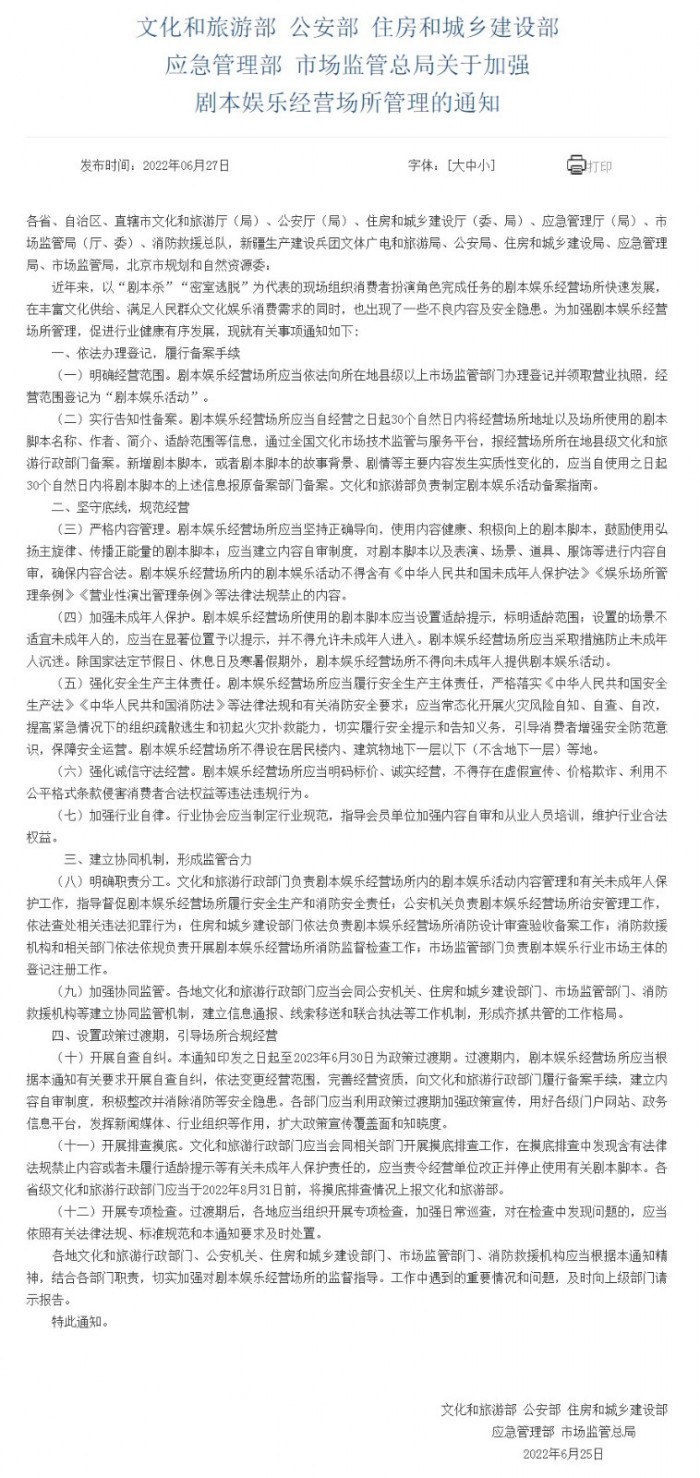 文化和旅游部 公安部 住房和城乡建设部
应急管理部 市场监管总局关于加强
剧本娱乐经营场所管理的通知
发布时间：2022年06月27日 字体：[大中小] 打印
各省、自治区、直辖市文化和旅游厅（局）、公安厅（局）、住房和城乡建设厅（委、局）、应急管理厅（局）、市
场监管局（厅、委）、消防救援总队，新疆生产建设兵团文体广电和旅游局、公安局、住房和城乡建设局、应急管理
局、市场监管局，北京市规划和自然资源委：
近年来，以“剧本杀”“密室逃脱”为代表的现场组织消费者扮演角色完成任务的剧本娱乐经营场所快速发展，
在丰富文化供给、满足人民群众文化娱乐消费需求的同时，也出现了一些不良内容及安全隐患。为加强剧本娱乐经营
场所管理，促进行业健康有序发展，现就有关事项通知如下：
一、依法办理登记，履行备案手续
（一）明确经营范围。剧本娱乐经营场所应当依法向所在地县级以上市场监管部门办理登记并领取营业执照，经
营范围登记为“剧本娱乐活动”。
（二）实行告知性备案。剧本娱乐经营场所应当自经营之日起30个自然日内将经营场所地址以及场所使用的剧本
脚本名称、作者、简介、适龄范围等信息，通过全国文化市场技术监管与服务平台，报经营场所所在地县级文化和旅
游行政部门备案。新增剧本脚本，或者剧本脚本的故事背景、剧情等主要内容发生实质性变化的，应当自使用之日起
30个自然日内将剧本脚本的上述信息报原备案部门备案。文化和旅游部负责制定剧本娱乐活动备案指南。
二、坚守底线，规范经营
（三）严格内容管理。剧本娱乐经营场所应当坚持正确导向，使用内容健康、积极向上的剧本脚本，鼓励使用弘
扬主旋律、传播正能量的剧本脚本；应当建立内容自审制度，对剧本脚本以及表演、场景、道具、服饰等进行内容自
审，确保内容合法。剧本娱乐经营场所内的剧本娱乐活动不得含有《中华人民共和国未成年人保护法》《娱乐场所管
理条例》《营业性演出管理条例》等法律法规禁止的内容。
（四）加强未成年人保护。剧本娱乐经营场所使用的剧本脚本应当设置适龄提示，标明适龄范围；设置的场景不
适宜未成年人的，应当在显著位置予以提示，并不得允许未成年人进入。剧本娱乐经营场所应当采取措施防止未成年
人沉迷。除国家法定节假日、休息日及寒暑假期外，剧本娱乐经营场所不得向未成年人提供剧本娱乐活动。
（五）强化安全生产主体责任。剧本娱乐经营场所应当履行安全生产主体责任，严格落实《中华人民共和国安全
生产法》《中华人民共和国消防法》等法律法规和有关消防安全要求；应当常态化开展火灾风险自知、自查、自改，
提高紧急情况下的组织疏散逃生和初起火灾扑救能力，切实履行安全提示和告知义务，引导消费者增强安全防范意
识，保障安全运营。剧本娱乐经营场所不得设在居民楼内、建筑物地下一层以下（不含地下一层）等地。
（六）强化诚信守法经营。剧本娱乐经营场所应当明码标价、诚实经营，不得存在虚假宣传、价格欺诈、利用不
公平格式条款侵害消费者合法权益等违法违规行为。
（七）加强行业自律。行业协会应当制定行业规范，指导会员单位加强内容自审和从业人员培训，维护行业合法
权益。
三、建立协同机制，形成监管合力
（八）明确职责分工。文化和旅游行政部门负责剧本娱乐经营场所内的剧本娱乐活动内容管理和有关未成年人保
护工作，指导督促剧本娱乐经营场所履行安全生产和消防安全责任；公安机关负责剧本娱乐经营场所治安管理工作，
依法查处相关违法犯罪行为；住房和城乡建设部门依法负责剧本娱乐经营场所消防设计审查验收备案工作；消防救援
机构和相关部门依法依规负责开展剧本娱乐经营场所消防监督检查工作；市场监管部门负责剧本娱乐行业市场主体的
登记注册工作。
（九）加强协同监管。各地文化和旅游行政部门应当会同公安机关、住房和城乡建设部门、市场监管部门、消防
救援机构等建立协同监管机制，建立信息通报、线索移送和联合执法等工作机制，形成齐抓共管的工作格局。
四、设置政策过渡期，引导场所合规经营
（十）开展自查自纠。本通知印发之日起至2023年6月30日为政策过渡期。过渡期内，剧本娱乐经营场所应当根
据本通知有关要求开展自查自纠，依法变更经营范围，完善经营资质，向文化和旅游行政部门履行备案手续，建立内
容自审制度，积极整改并消除消防等安全隐患。各部门应当利用政策过渡期加强政策宣传，用好各级门户网站、政务
信息平台，发挥新闻媒体、行业组织等作用，扩大政策宣传覆盖面和知晓度。
（十一）开展排查摸底。文化和旅游行政部门应当会同相关部门开展摸底排查工作，在摸底排查中发现含有法律
法规禁止内容或者未履行适龄提示等有关未成年人保护责任的，应当责令经营单位改正并停止使用有关剧本脚本。各
省级文化和旅游行政部门应当于2022年8月31日前，将摸底排查情况上报文化和旅游部。
（十二）开展专项检查。过渡期后，各地应当组织开展专项检查，加强日常巡查，对在检查中发现问题的，应当
依照有关法律法规、标准规范和本通知要求及时处置。
各地文化和旅游行政部门、公安机关、住房和城乡建设部门、市场监管部门、消防救援机构应当根据本通知精
神，结合各部门职责，切实加强对剧本娱乐经营场所的监督指导。工作中遇到的重要情况和问题，及时向上级部门请
示报告。
特此通知。
文化和旅游部 公安部 住房和城乡建设部
应急管理部 市场监管总局
2022年6月25日